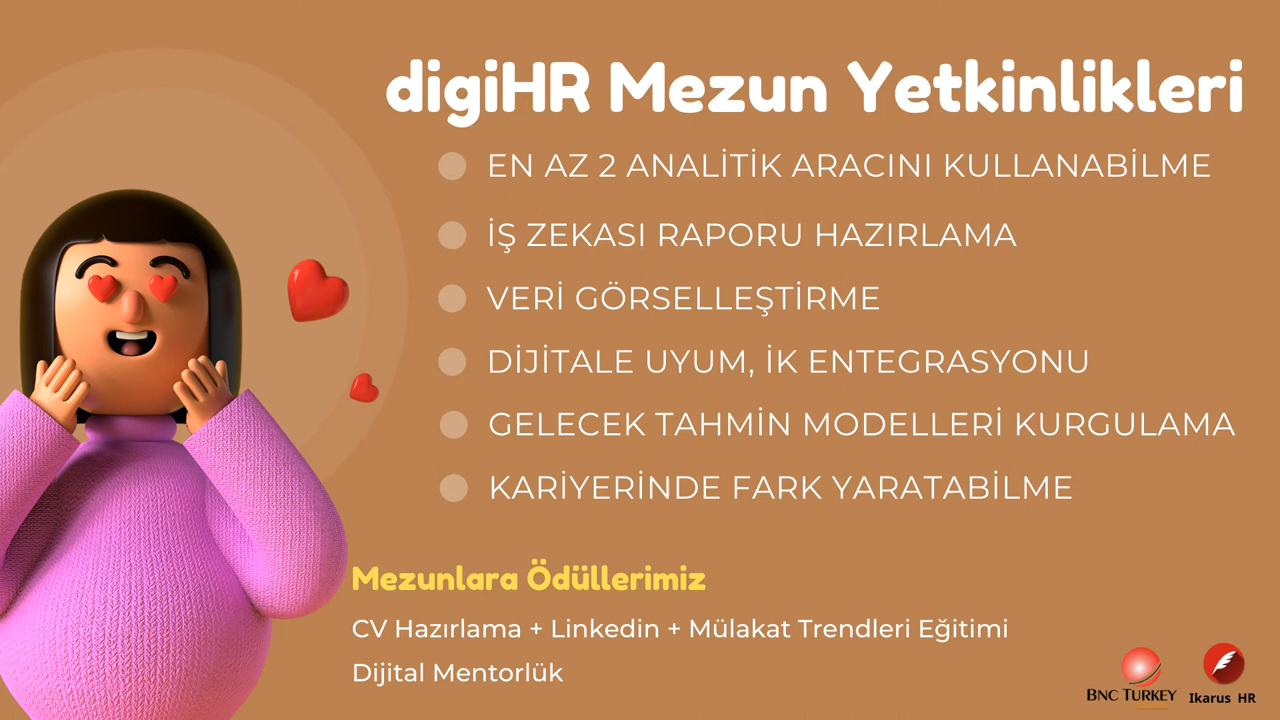 digiHR Mezun Yetkinlikleri
EN AZ 2 ANALİTİK ARACINI KULLANABİLME
İŞ ZEKASI RAPORU HAZIRLAMA
VERİ GÖRSELLEŞTİRME
DİJİTALE UYUM, İK ENTEGRASYONU
GELECEK TAHMİN MODELLERİ KURGULAMA
KARİYERİNDE FARK YARATABİLME
Mezunlara Ödüllerimiz
CV Hazırlama + Linkedin + Mülakat Trendleri Eğitimi
Dijital Mentorlük
BNC TURKEY
Ikarus HR